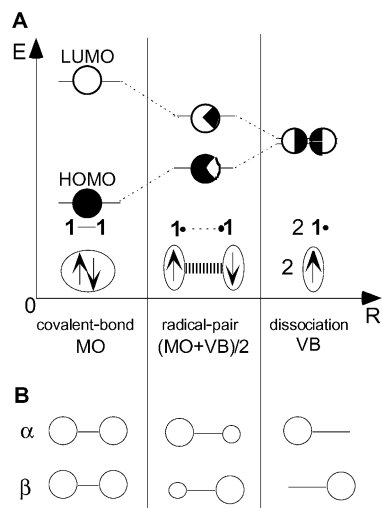 A
E
LUMO
HOMO
1—1 1•·····•1 2 1•
2
0 R
covalent-bond radical-pair dissociation
MO (MO+VB)/2 VB
B
α
β